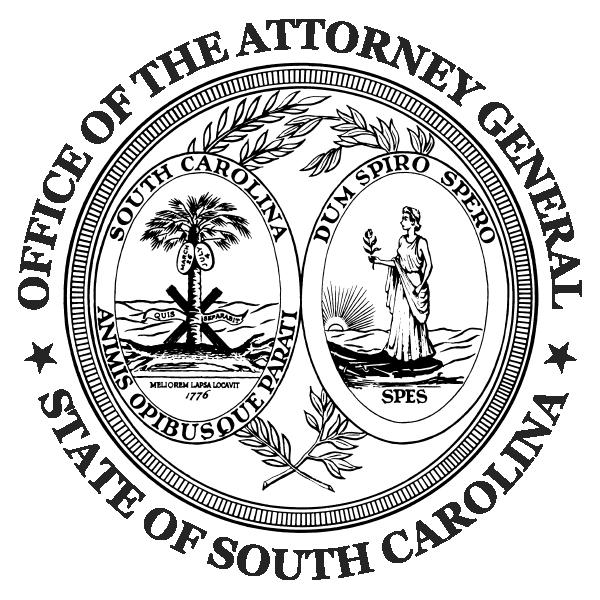 OFFICE OF THE ATTORNEY GENERAL
SOUTH CAROLINA
QUIS SEPARABIT
MELIOREM LAPSA LOCAVIT
1776
ANIMIS OPIBUSQUE PARATI
DUM SPIRO SPERO
SPES
STATE OF SOUTH CAROLINA